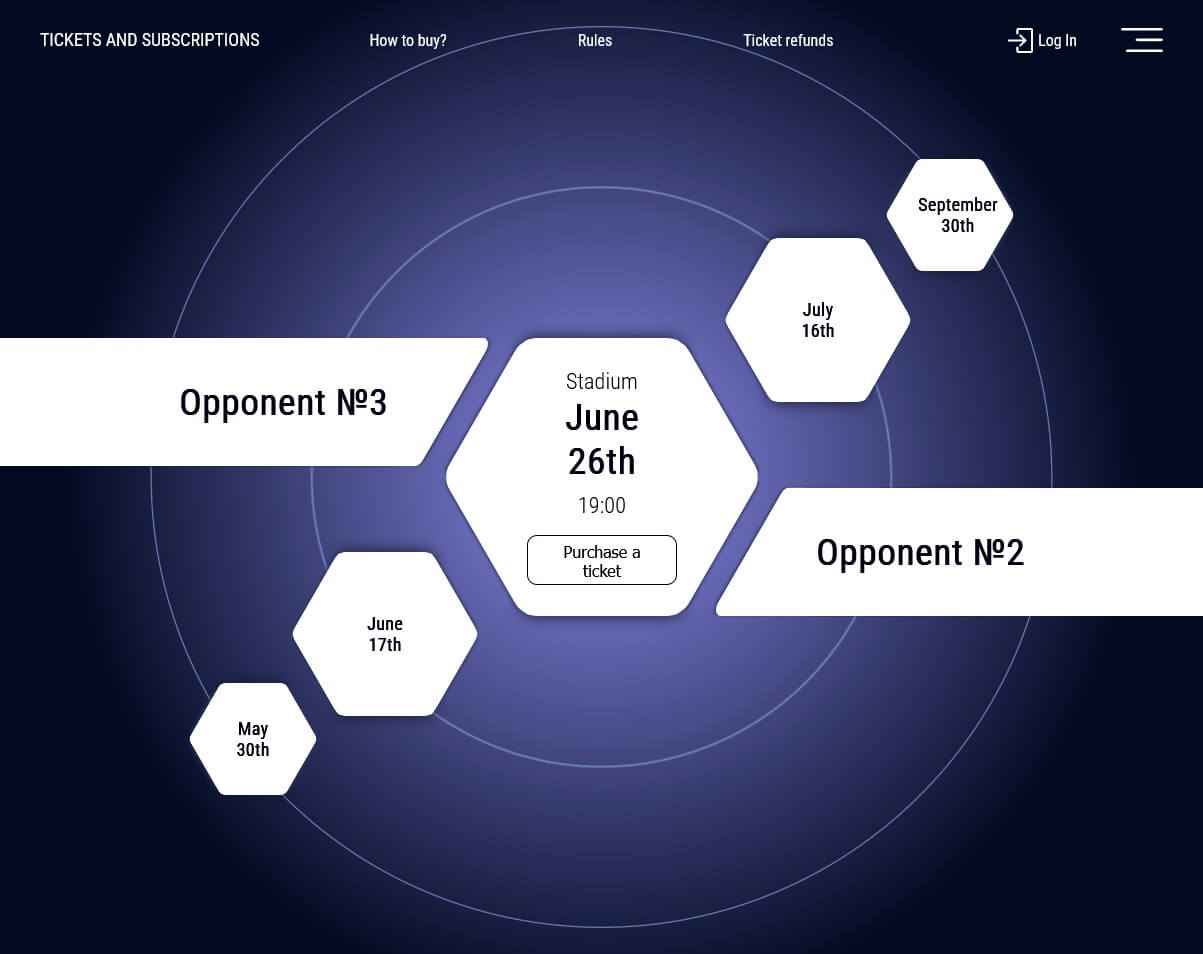 TICKETS AND SUBSCRIPTIONS
How to buy?
Rules
Ticket refunds
Log In
September
30th
July
16th
Opponent №3
Stadium
June
26th
19:00
Purchase a
ticket
Opponent №2
June
17th
May
30th